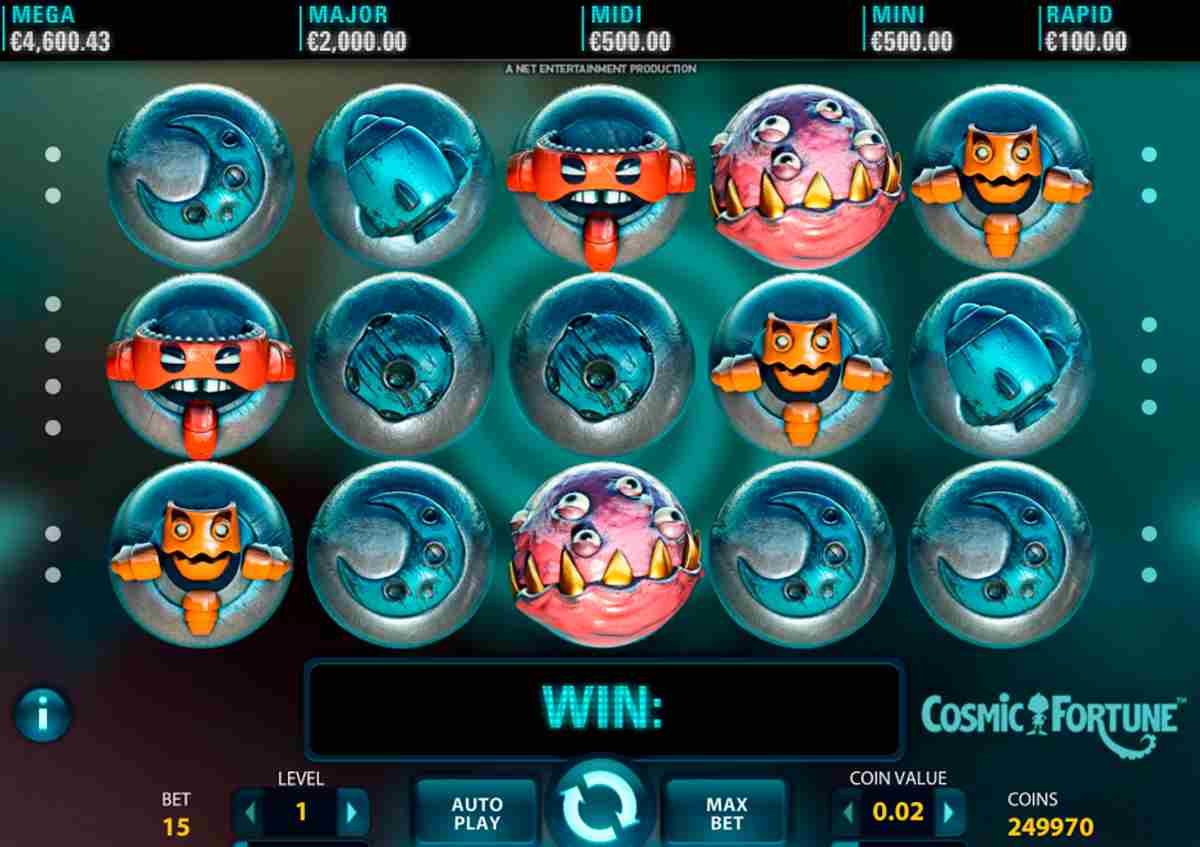 MEGA
€4,600.43
MAJOR
€2,000.00
MIDI
€500.00
MINI
€500.00
RAPID
€100.00
A NET ENTERTAINMENT PRODUCTION
WIN:
COSMIC FORTUNE™
i
BET
15
LEVEL
1
AUTO
PLAY
MAX
BET
COIN VALUE
0.02
COINS
249970